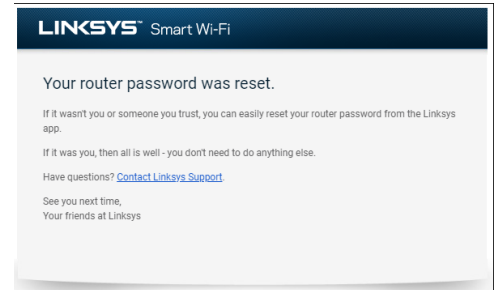 LINKSYS™ Smart Wi-Fi
Your router password was reset.
If it wasn't you or someone you trust, you can easily reset your router password from the Linksys
app.
If it was you, then all is well - you don't need to do anything else.
Have questions? Contact Linksys Support.
See you next time,
Your friends at Linksys